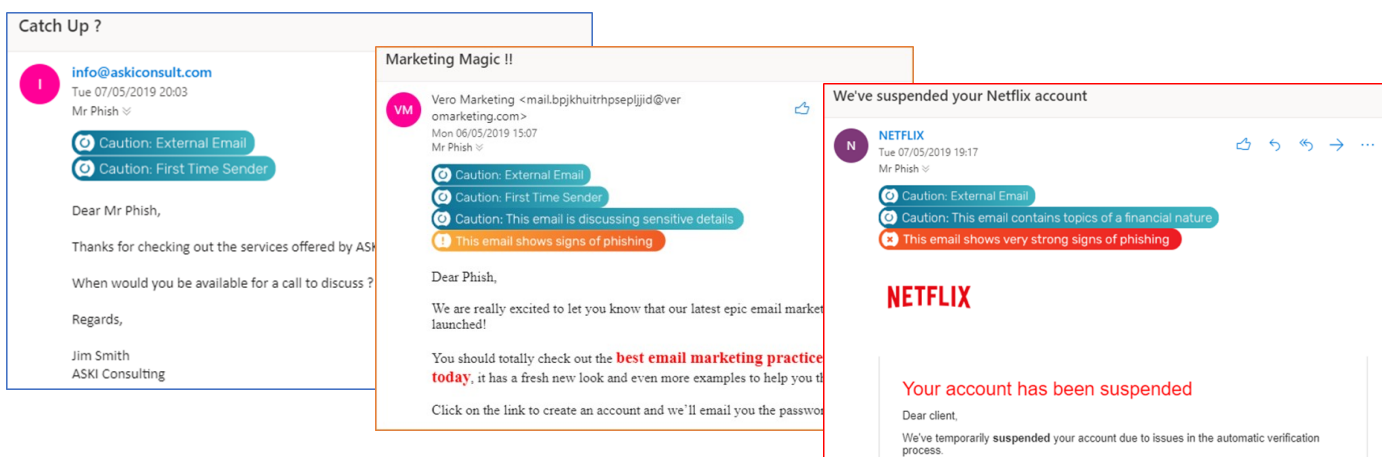 Catch Up ?
I
info@askiconsult.com
Tue 07/05/2019 20:03
Mr Phish
Caution: External Email
Caution: First Time Sender
Dear Mr Phish,
Thanks for checking out the services offered by
When would you be available for a call to discuss ?
Regards,
Jim Smith
ASKI Consulting
Marketing Magic !!
VM
Vero Marketing <mail.bpjkhuitrhpsepljjid@ver
omarketing.com>
Mon 06/05/2019 15:07
Mr Phish
Caution: External Email
Caution: First Time Sender
Caution: This email is discussing sensitive details
This email shows signs of phishing
Dear Phish,
We are really excited to let you know that our latest epic email
launched!
You should totally check out the best email marketing practice
today, it has a fresh new look and even more examples to help you
Click on the link to create an account and we'll email you the
We've suspended your Netflix account
N
NETFLIX
Tue 07/05/2019 19:17
Mr Phish
Caution: External Email
Caution: This email contains topics of a financial nature
This email shows very strong signs of phishing
NETFLIX
Your account has been suspended
Dear client,
We've temporarily suspended your account due to issues in the automatic verification
process.